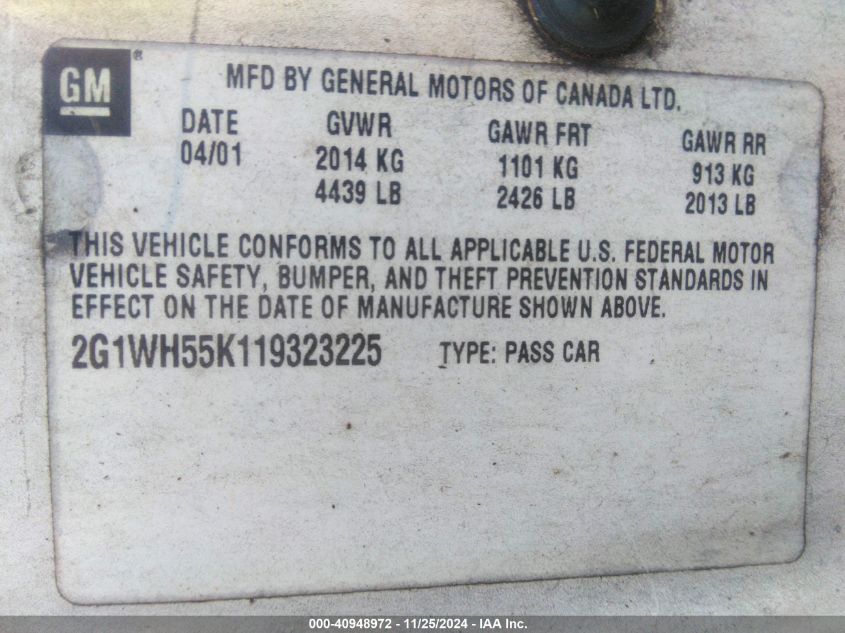 GM®
MFD BY GENERAL MOTORS OF CANADA LTD.
DATE GVWR GAWR FRT GAWR RR
04/01 2014 KG 1101 KG 913 KG
4439 LB 2426 LB 2013 LB
THIS VEHICLE CONFORMS TO ALL APPLICABLE U.S. FEDERAL MOTOR
VEHICLE SAFETY, BUMPER, AND THEFT PREVENTION STANDARDS IN
EFFECT ON THE DATE OF MANUFACTURE SHOWN ABOVE.
2G1WH55K119323225 TYPE: PASS CAR
000-40948972 - 11/25/2024 - IAA Inc.